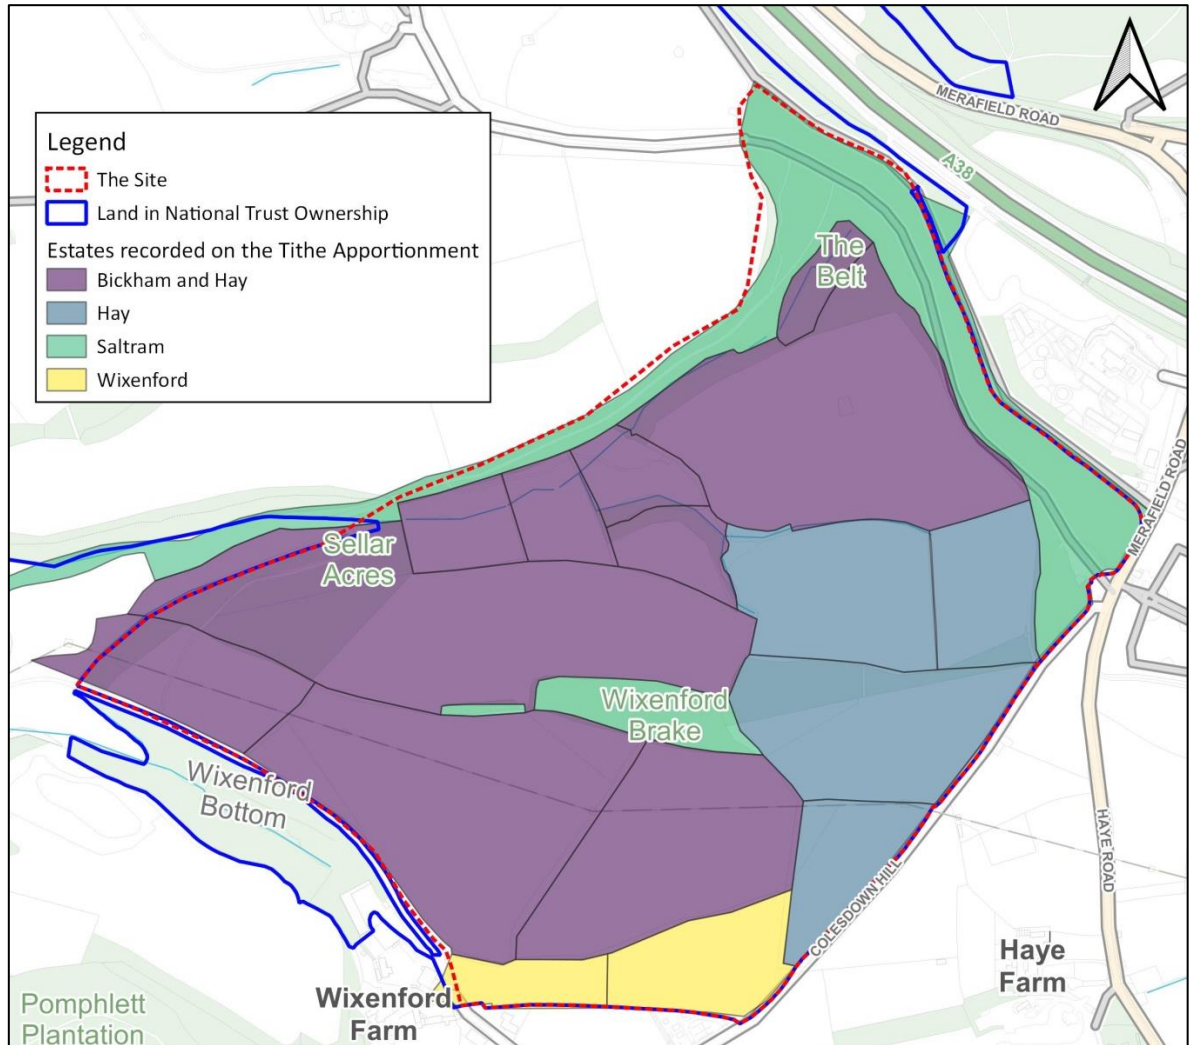 MERAFIELD ROAD
A38
Legend
The Site
Land in National Trust Ownership
Estates recorded on the Tithe Apportionment
Bickham and Hay
Hay
Saltram
Wixenford
The
Belt
MERAFIELD ROAD
Sellar
Acres
Wixenford
Brake
Wixenford
Bottom
HAYE ROAD
COLESDOWN HILL
Haye
Farm
Wixenford
Farm
Pomphlett
Plantation